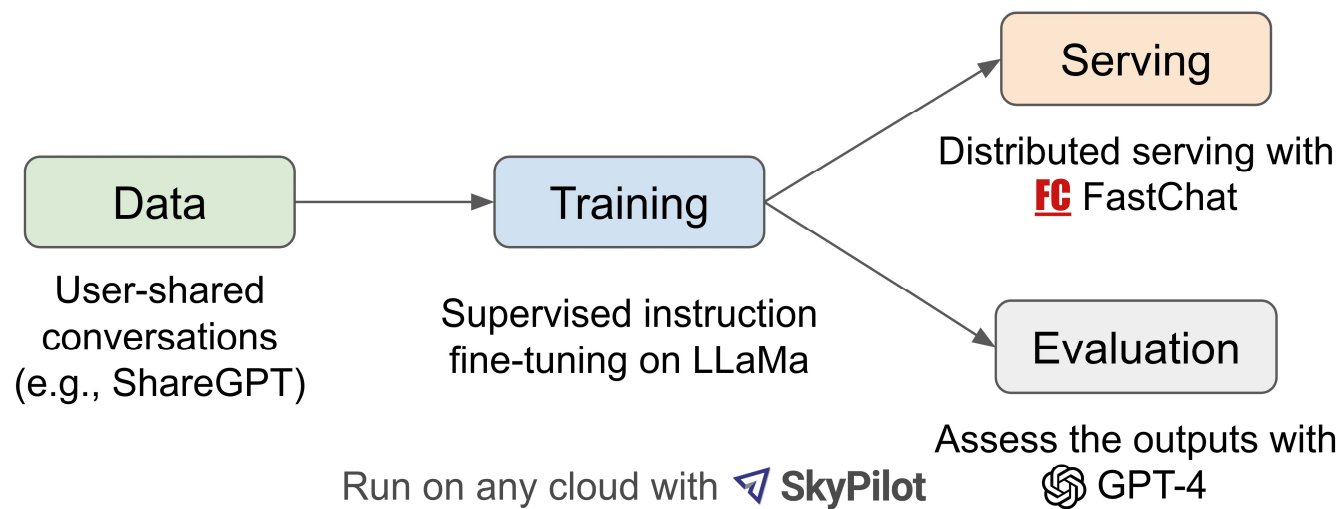 Data
User-shared
conversations
(e.g., ShareGPT)
Training
Supervised instruction
fine-tuning on LLaMa
Serving
Distributed serving with
FC FastChat
Evaluation
Assess the outputs with
GPT-4
Run on any cloud with SkyPilot